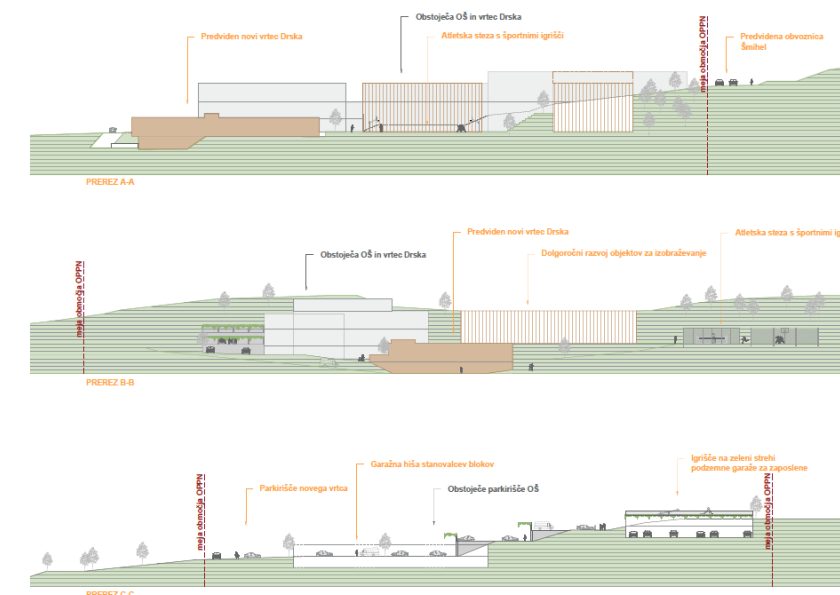 Obstoječa OŠ in vrtec Drska
Predviden novi vrtec Drska
Atletska steza s športnimi igrišči
Predvidena obvoznica
Šmihel
meja območja OPPN
PREREZ A-A
Predviden novi vrtec Drska
Atletska steza s športnimi ig
Obstoječa OŠ in vrtec Drska
Dolgoročni razvoj objektov za izobraževanje
meja območja OPPN
PREREZ B-B
Igrišče na zeleni strehi
podzemne garaže za zaposlene
Garažna hiša stanovalcev blokov
Parkirišče novega vrtca
Obstoječe parkirišče OŠ
meja območja OPPN
meja območja OPPN
PREREZ C-C